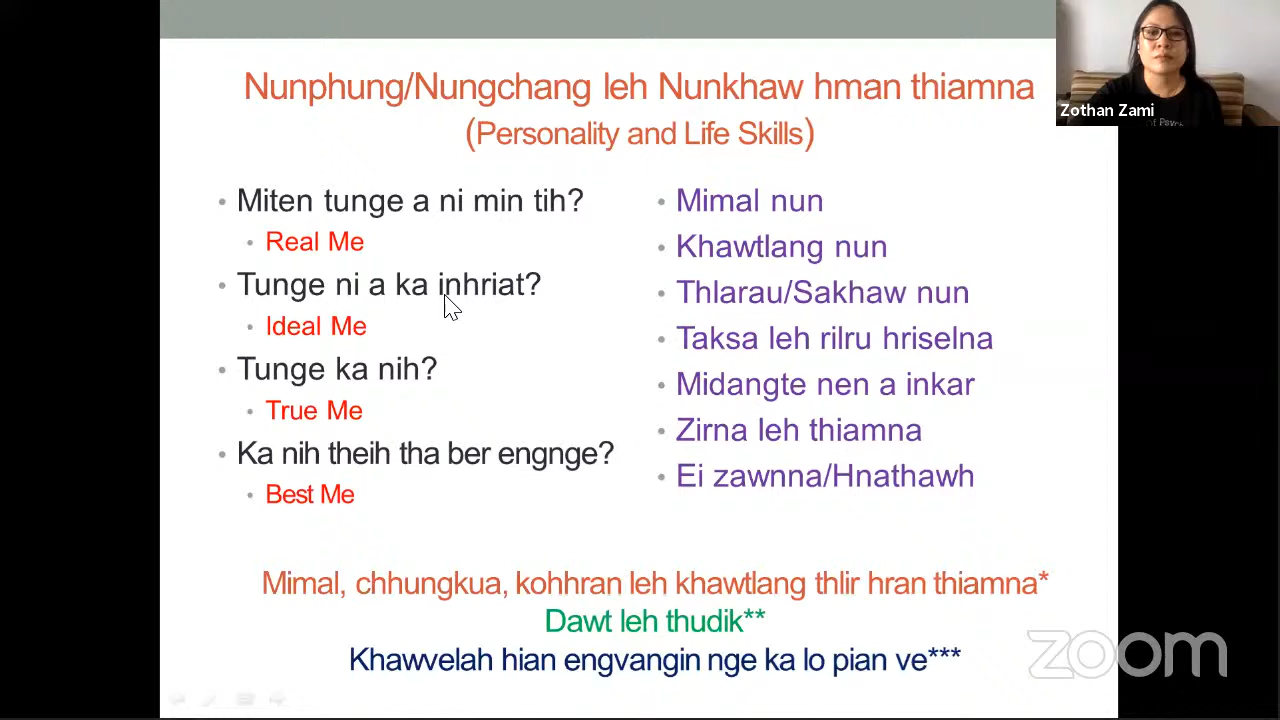 Nunphung/Nungchang leh Nunkhaw hman thiamna
(Personality and Life Skills)
Zothan Zami
• Miten tunge a ni min tih?
• Real Me
• Tunge ni a ka inhriat?
• Ideal Me
• Tunge ka nih?
• True Me
• Ka nih theih tha ber engnge?
• Best Me
• Mimal nun
• Khawtlang nun
• Thlarau/Sakhaw nun
• Taksa leh rilru hriselna
• Midangte nen a inkar
• Zirna leh thiamna
• Ei zawnna/Hnathawh
Mimal, chhungkua, kohhran leh khawtlang thlir hran thiamna*
Dawt leh thudik**
Khawvelah hian engvangin nge ka lo pian ve***
zoom